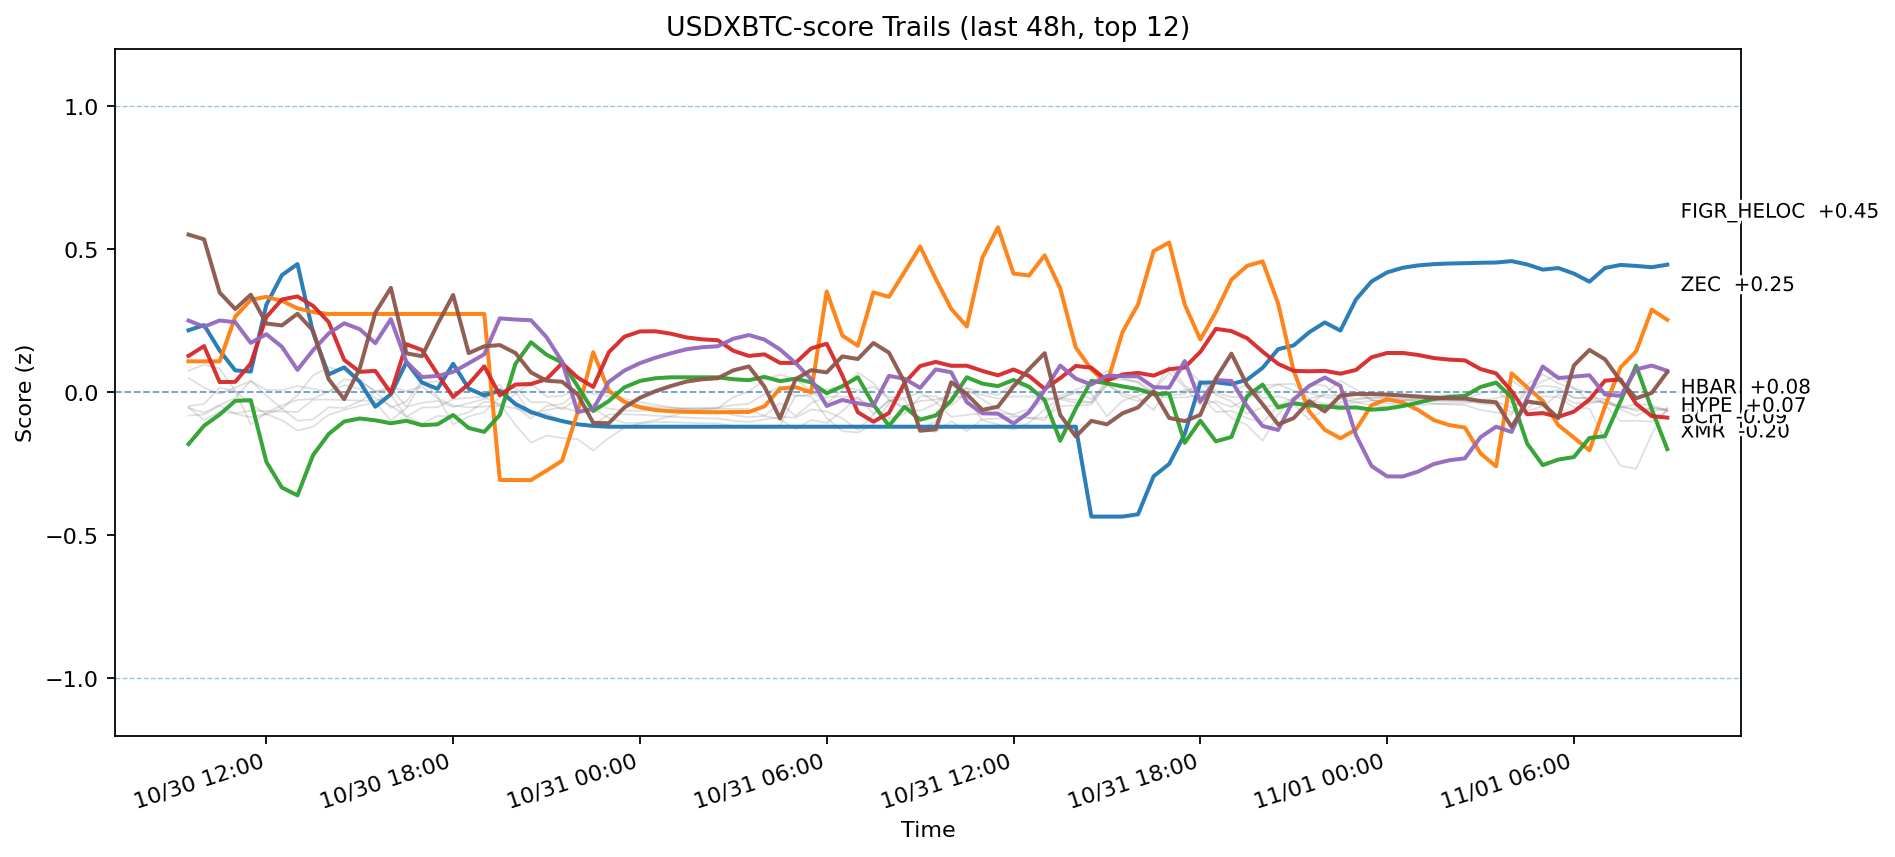 USDXBTC-score Trails (last 48h, top 12)
Score (z)
1.0
0.5
0.0
−0.5
−1.0
FIGR_HELOC +0.45
ZEC +0.25
HBAR +0.08
HYPE +0.07
BCH -0.09
XMR -0.20
10/30 12:00
10/30 18:00
10/31 00:00
10/31 06:00
10/31 12:00
10/31 18:00
11/01 00:00
11/01 06:00
Time